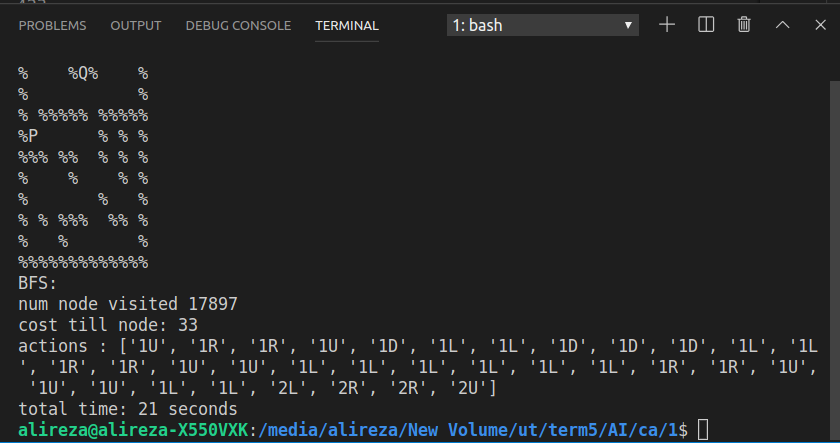 PROBLEMS OUTPUT DEBUG CONSOLE TERMINAL 1: bash
%    %Q%    %
%           %
% %%%%% %%%%%
%P      % % %
%%% %%  % % %
%    %    % %
%       %   %
% % %%%  %% %
%   %       %
%%%%%%%%%%%%%
BFS:
num node visited 17897
cost till node: 33
actions : ['1U', '1R', '1R', '1U', '1D', '1L', '1L', '1D', '1D', '1D', '1L', '1L
', '1R', '1R', '1U', '1U', '1L', '1L', '1L', '1L', '1L', '1L', '1R', '1R', '1U',
 '1U', '1U', '1L', '1L', '2L', '2R', '2R', '2U']
total time: 21 seconds
alireza@alireza-X550VXK:/media/alireza/New Volume/ut/term5/AI/ca/1$